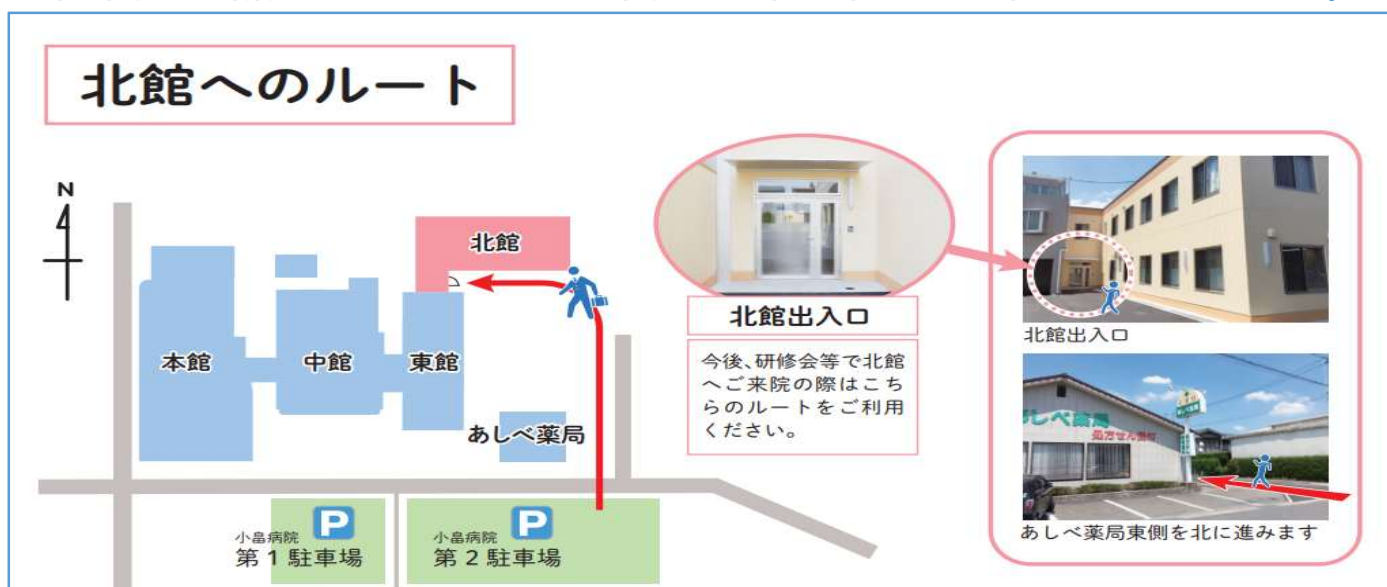 北館へのルート
N
北館
本館
中館
東館
あしべ薬局
小畠病院
第1駐車場
P
小畠病院
第2駐車場
P
北館出入口
今後、研修会等で北館
へご来院の際はこち
らのルートをご利用
ください。
北館出入口
あしべ薬局
処方せん受付
あしべ薬局東側を北に進みます